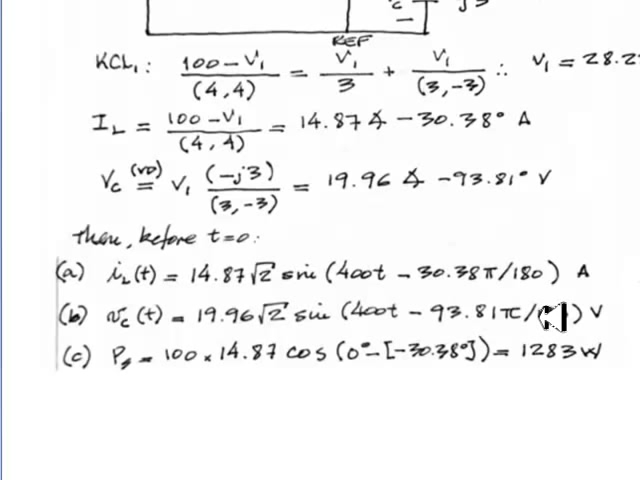 c j3
REF
KCL₁: (100 - V₁)/(4,4) = V₁/3 + V₁/(3,-3) ∴ V₁ = 28.2
I_L = (100 - V₁)/(4,4) = 14.87 ∡ -30.38° A
V_C (VD)= V₁ (-j3)/(3,-3) = 19.96 ∡ -93.81° V
then, before t=0:
(a) i_L(t) = 14.87√2 sin (400t - 30.38π/180) A
(b) v_c(t) = 19.96√2 sin (400t - 93.81π/ ) V
(c) P_s = 100 × 14.87 cos (0° - [-30.38°]) = 1283 W